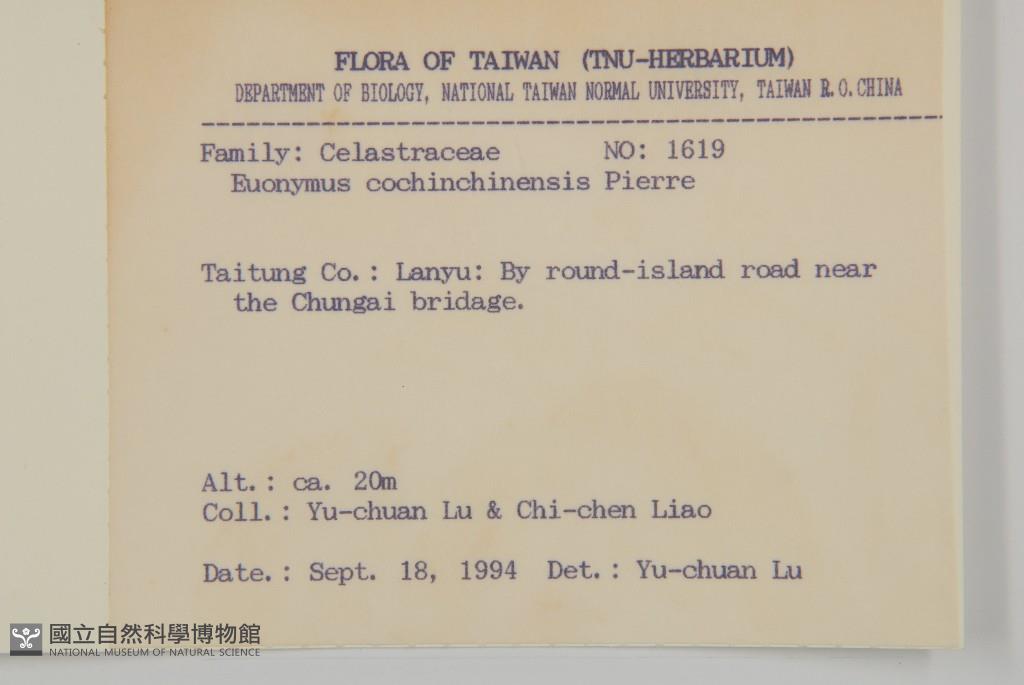 FLORA OF TAIWAN (TNU-HERBARIUM)
DEPARTMENT OF BIOLOGY, NATIONAL TAIWAN NORMAL UNIVERSITY, TAIWAN R.O.CHINA
Family: Celastraceae NO: 1619
Euonymus cochinchinensis Pierre
Taitung Co.: Lanyu: By round-island road near
the Chungai bridage.
Alt.: ca. 20m
Coll.: Yu-chuan Lu & Chi-chen Liao
Date.: Sept. 18, 1994 Det.: Yu-chuan Lu
國立自然科學博物館
NATIONAL MUSEUM OF NATURAL SCIENCE